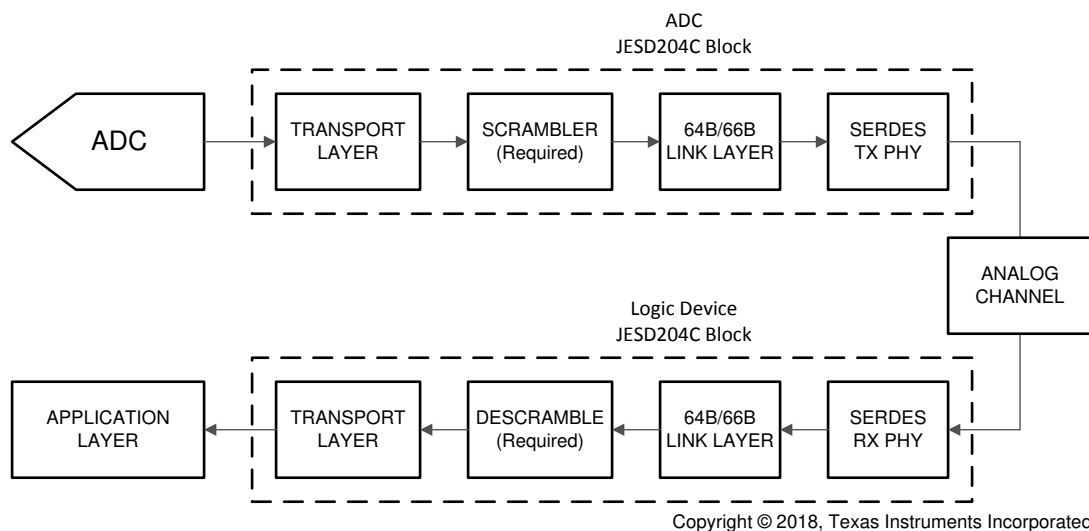 ADC
JESD204C Block
ADC
TRANSPORT
LAYER
SCRAMBLER
(Required)
64B/66B
LINK LAYER
SERDES
TX PHY
ANALOG
CHANNEL
Logic Device
JESD204C Block
APPLICATION
LAYER
TRANSPORT
LAYER
DESCRAMBLE
(Required)
64B/66B
LINK LAYER
SERDES
RX PHY
Copyright © 2018, Texas Instruments Incorporated